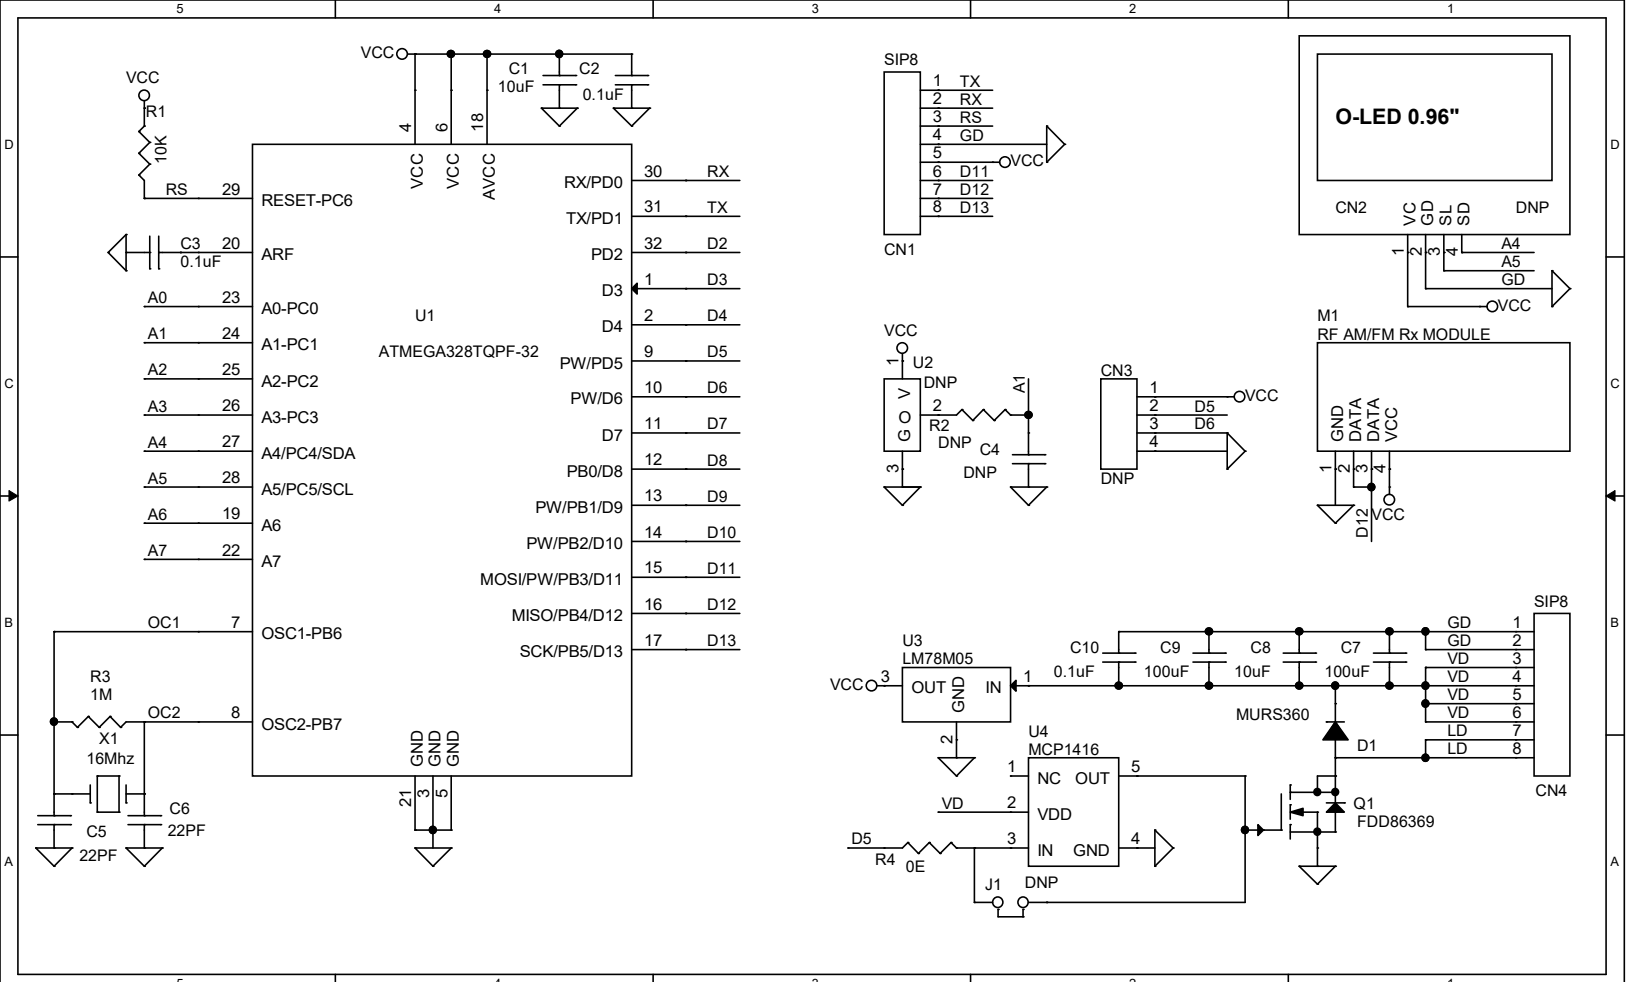 5 4 3 2 1
D
C
B
A
VCC
R1
10K
RS 29
RESET-PC6
C3 20
0.1uF
ARF
A0 23
A0-PC0
A1 24
A1-PC1
A2 25
A2-PC2
A3 26
A3-PC3
A4 27
A4/PC4/SDA
A5 28
A5/PC5/SCL
A6 19
A6
A7 22
A7
OC1 7
OSC1-PB6
R3
1M
OC2 8
OSC2-PB7
X1
16Mhz
C5
22PF
C6
22PF
VCC
C1
10uF
C2
0.1uF
4 6 18
VCC VCC AVCC
U1
ATMEGA328TQPF-32
GND GND GND
21 3 5
RX/PD0 30 RX
TX/PD1 31 TX
PD2 32 D2
D3 1 D3
D4 2 D4
PW/PD5 9 D5
PW/D6 10 D6
D7 11 D7
PB0/D8 12 D8
PW/PB1/D9 13 D9
PW/PB2/D10 14 D10
MOSI/PW/PB3/D11 15 D11
MISO/PB4/D12 16 D12
SCK/PB5/D13 17 D13
SIP8
1 TX
2 RX
3 RS
4 GD
5 VCC
6 D11
7 D12
8 D13
CN1
O-LED 0.96"
CN2
VC GD SL SD
DNP
1 2 3 4
A4
A5
GD
VCC
VCC
1
U2
DNP
G O V
2
R2
DNP
A1
C4
DNP
3
CN3
1 VCC
2 D5
3 D6
4
DNP
M1
RF AM/FM Rx MODULE
GND DATA DATA VCC
1 2 3 4
D12
VCC
U3
LM78M05
VCC 3 OUT GND IN 1
2
C10
0.1uF
C9
100uF
C8
10uF
C7
100uF
SIP8
GD 1
GD 2
VD 3
VD 4
VD 5
VD 6
LD 7
LD 8
CN4
MURS360
D1
U4
MCP1416
1 NC OUT 5
VD 2 VDD
D5 3 IN GND 4
R4
0E
J1 DNP
Q1
FDD86369
D
C
B
A
5 4 3 2 1